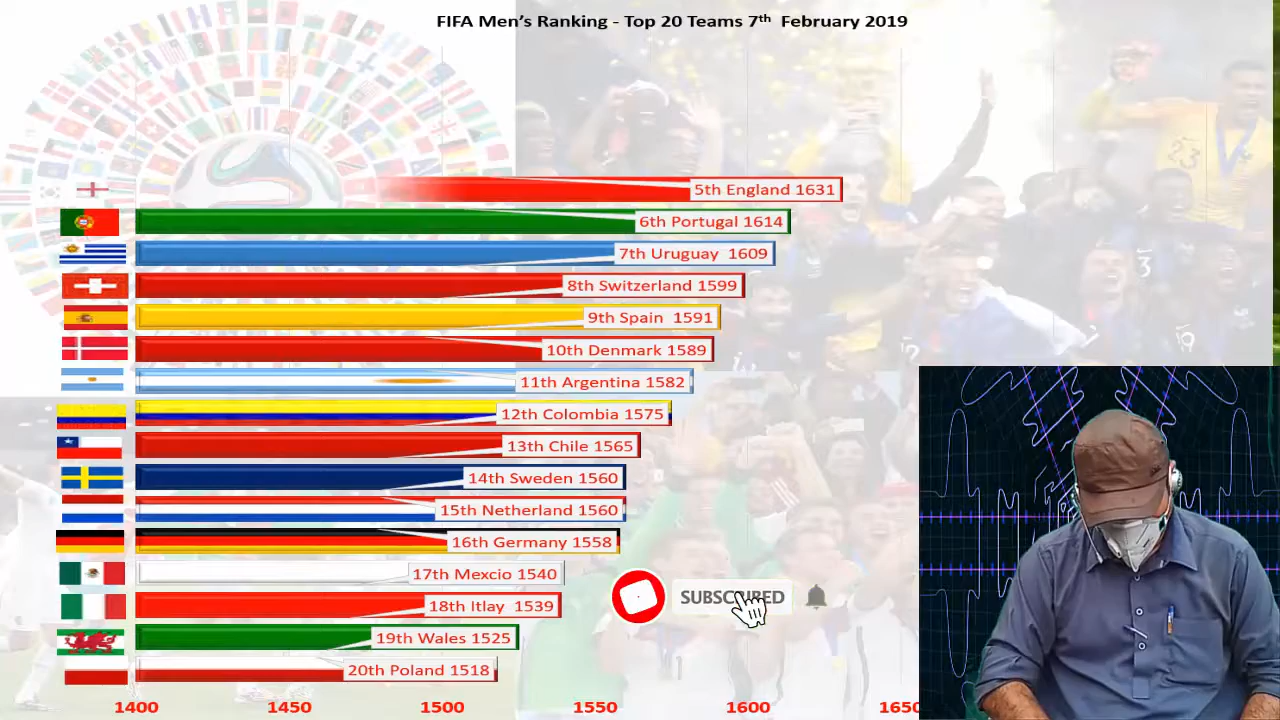 FIFA Men’s Ranking - Top 20 Teams 7th February 2019
5th England 1631
6th Portugal 1614
7th Uruguay 1609
8th Switzerland 1599
9th Spain 1591
10th Denmark 1589
11th Argentina 1582
12th Colombia 1575
13th Chile 1565
14th Sweden 1560
15th Netherland 1560
16th Germany 1558
17th Mexcio 1540
18th Itlay 1539
19th Wales 1525
20th Poland 1518
1400 1450 1500 1550 1600 1650
23
3
19